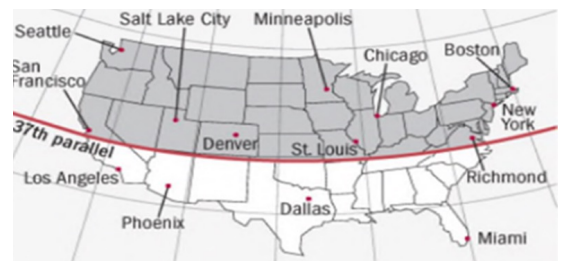 Salt Lake City
Minneapolis
Seattle
Chicago
Boston
San
Francisco
New
York
37th parallel
Denver
St. Louis
Los Angeles
Richmond
Phoenix
Dallas
Miami